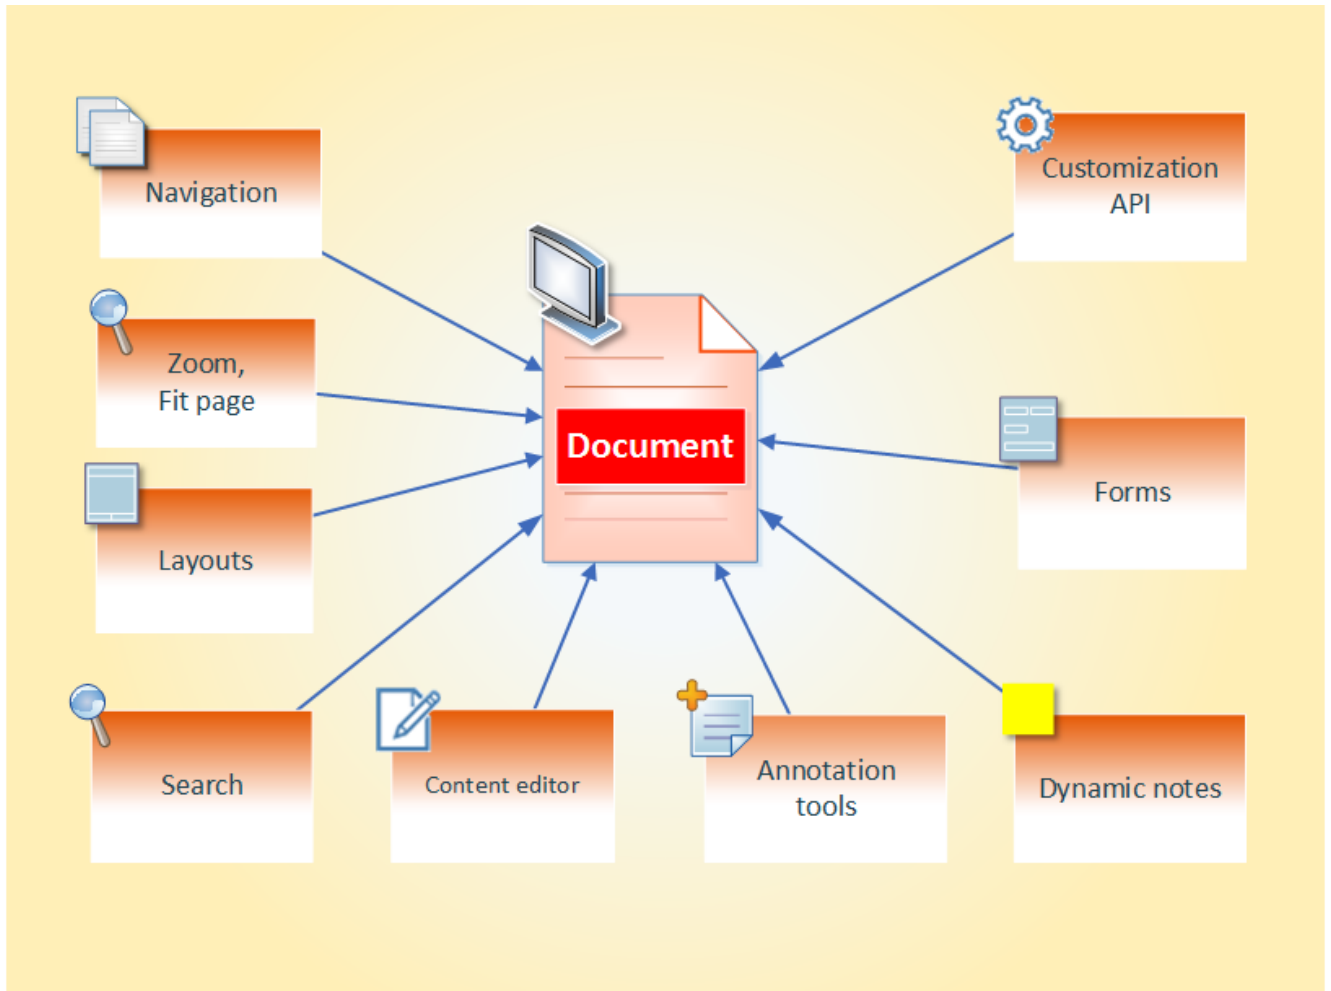 Navigation
Customization
API
Zoom,
Fit page
Document
Forms
Layouts
Search
Content editor
Annotation
tools
Dynamic notes